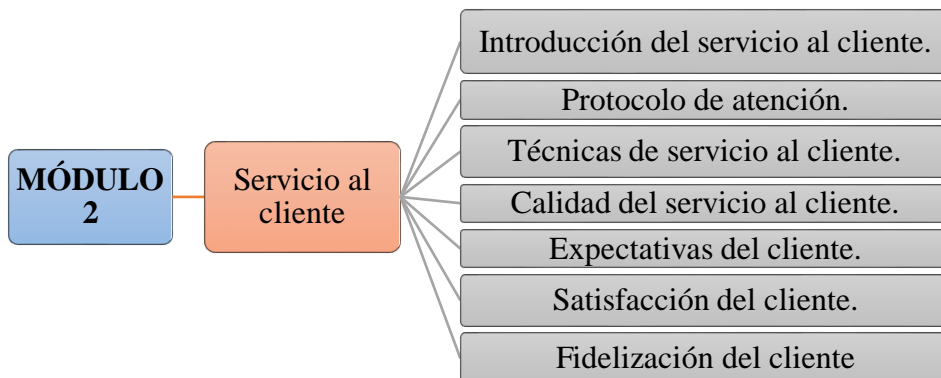 MÓDULO
2
Servicio al
cliente
Introducción del servicio al cliente.
Protocolo de atención.
Técnicas de servicio al cliente.
Calidad del servicio al cliente.
Expectativas del cliente.
Satisfacción del cliente.
Fidelización del cliente